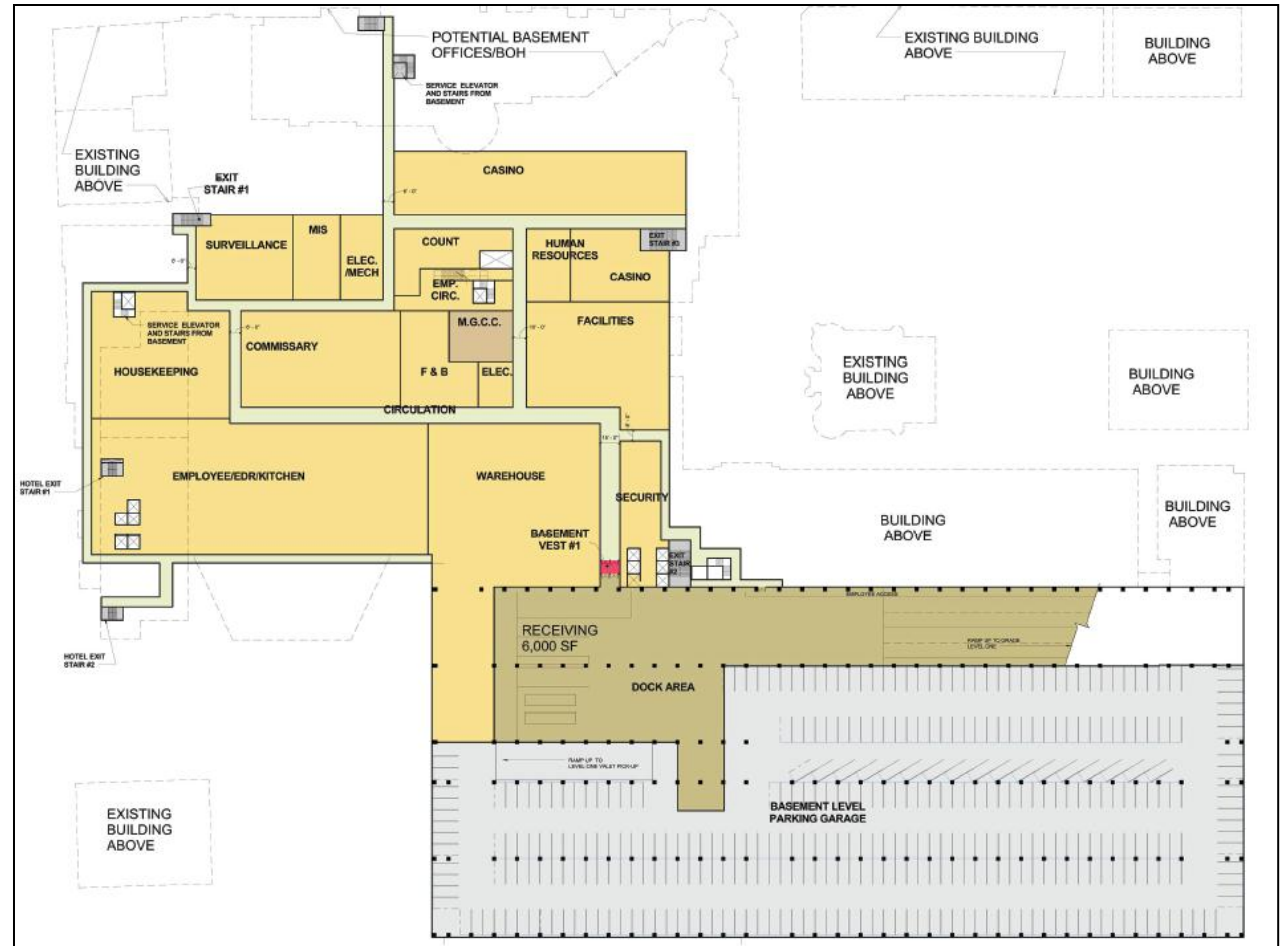 POTENTIAL BASEMENT
OFFICES/BOH
EXISTING BUILDING
ABOVE
BUILDING
ABOVE
SERVICE ELEVATOR
AND STAIRS FROM
BASEMENT
EXISTING
BUILDING
ABOVE
EXIT
STAIR #1
CASINO
SURVEILLANCE
MIS
ELEC.
/MECH
COUNT
EMP.
CIRC.
HUMAN
RESOURCES
EXIT
STAIR #3
CASINO
SERVICE ELEVATOR
AND STAIRS FROM
BASEMENT
HOUSEKEEPING
COMMISSARY
M.G.C.C.
F & B
ELEC.
FACILITIES
CIRCULATION
EXISTING
BUILDING
ABOVE
BUILDING
ABOVE
HOTEL EXIT
STAIR #1
EMPLOYEE/EDR/KITCHEN
WAREHOUSE
SECURITY
BASEMENT
VEST #1
EXIT
STAIR
#2
BUILDING
ABOVE
BUILDING
ABOVE
EMPLOYEE ACCESS
RECEIVING
6,000 SF
RAMP UP TO GRADE
LEVEL ONE
HOTEL EXIT
STAIR #2
DOCK AREA
RAMP UP TO
LEVEL ONE VALET PICK-UP
BASEMENT LEVEL
PARKING GARAGE
EXISTING
BUILDING
ABOVE